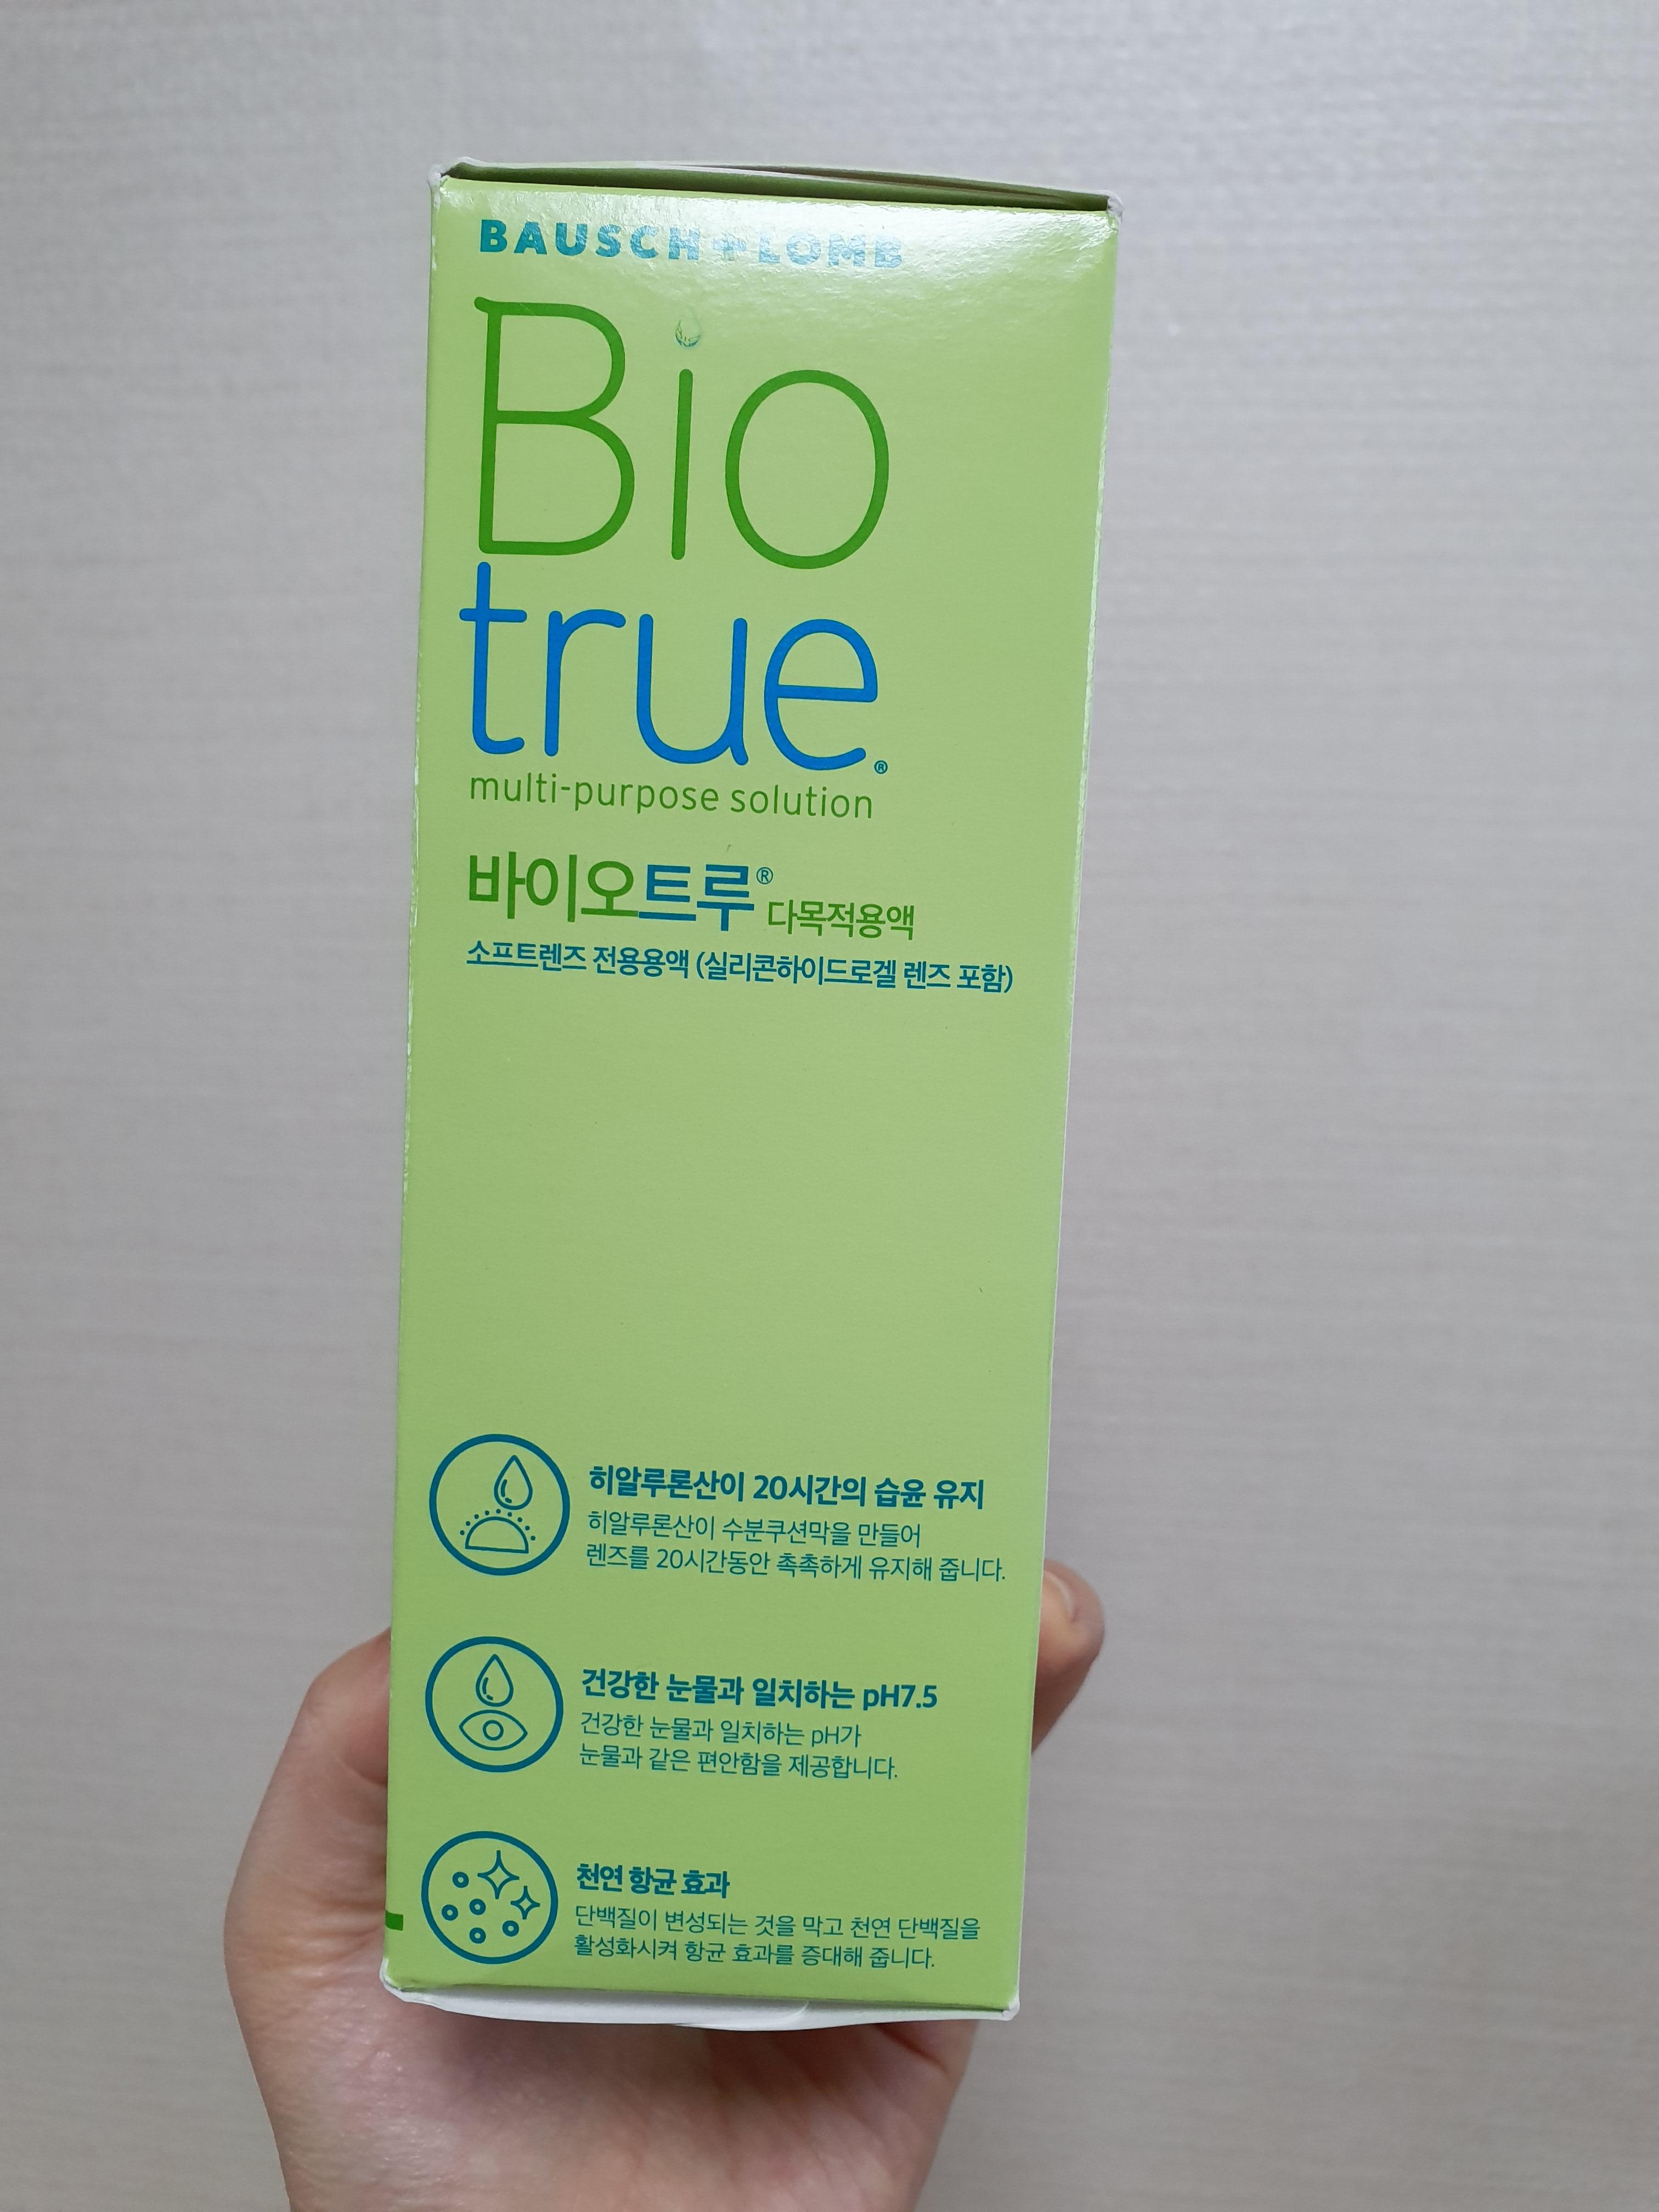 BAUSCH + LOMB
Bio
true®
multi-purpose solution
바이오트루® 다목적용액
소프트렌즈 전용용액 (실리콘하이드로겔 렌즈 포함)
히알루론산이 20시간의 습윤 유지
히알루론산이 수분쿠션막을 만들어
렌즈를 20시간동안 촉촉하게 유지해 줍니다.
건강한 눈물과 일치하는 pH7.5
건강한 눈물과 일치하는 pH가
눈물과 같은 편안함을 제공합니다.
천연 항균 효과
단백질이 변성되는 것을 막고 천연 단백질을
활성화시켜 항균 효과를 증대해 줍니다.